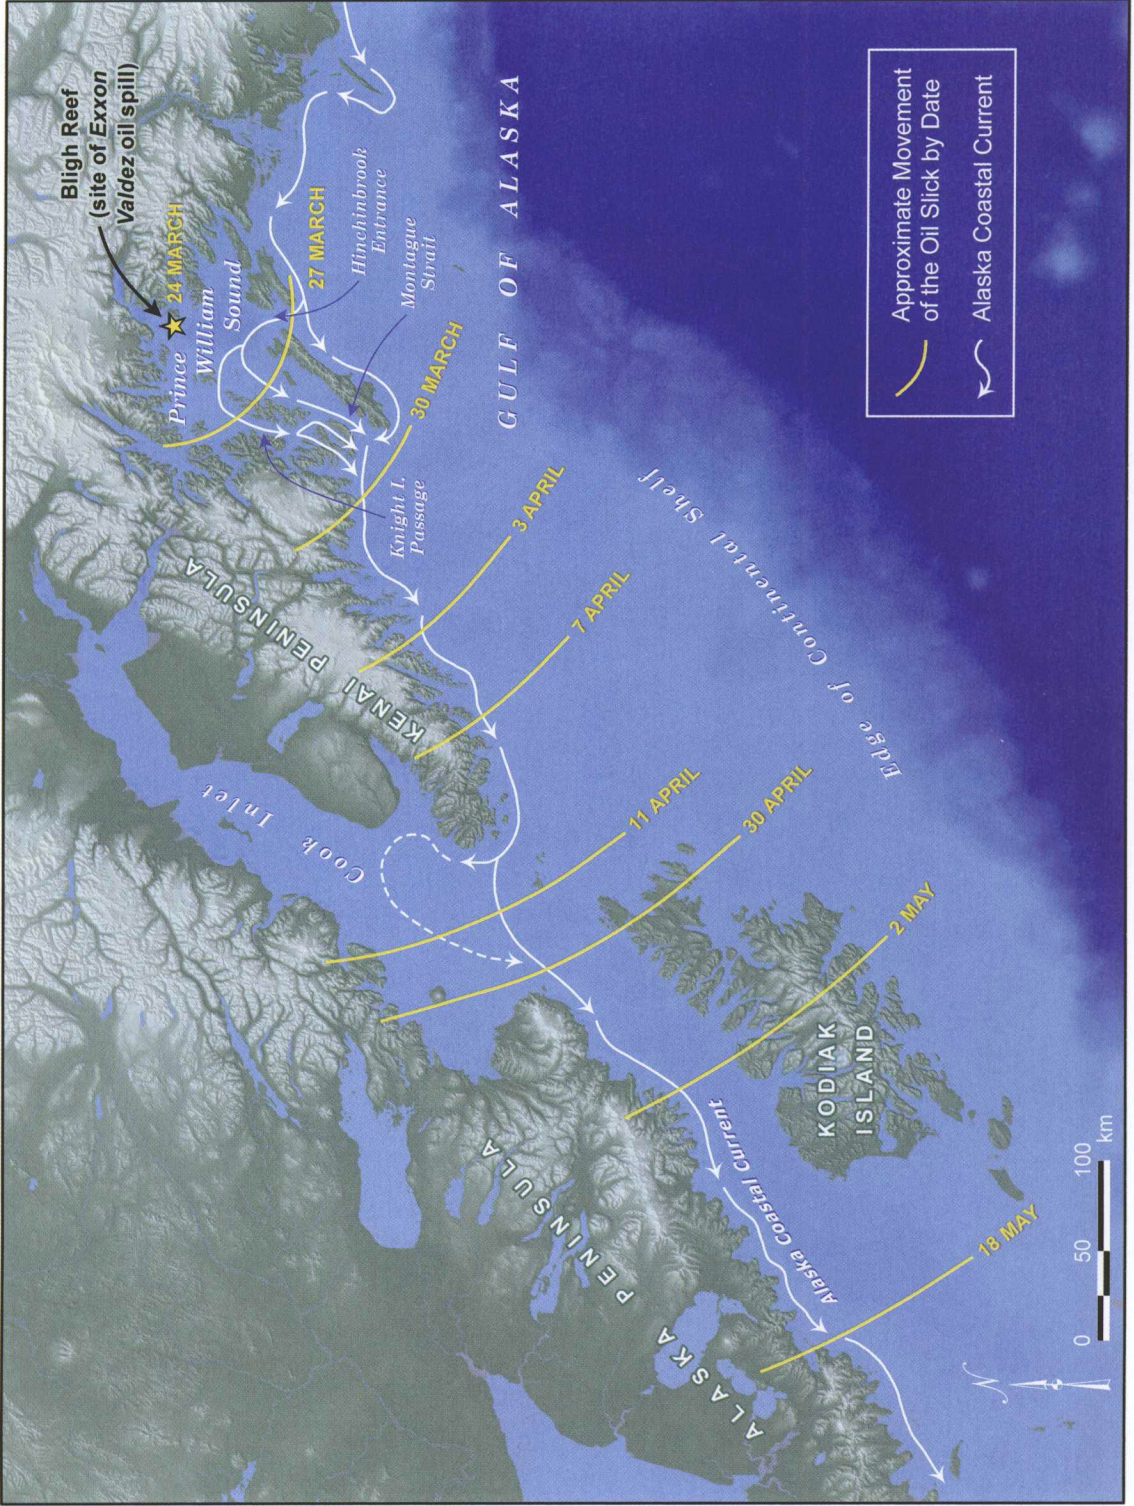 Bligh Reef
(site of Exxon
Valdez oil spill)
24 MARCH
Prince
William
Sound
27 MARCH
Hinchinbrook
Entrance
Montague
Strait
30 MARCH
Knight I.
Passage
3 APRIL
7 APRIL
KENAI PENINSULA
Cook Inlet
11 APRIL
30 APRIL
2 MAY
18 MAY
GULF OF ALASKA
Edge of Continental Shelf
KODIAK
ISLAND
ALASKA PENINSULA
Alaska Coastal Current
Approximate Movement
of the Oil Slick by Date
Alaska Coastal Current
N
0 50 100
km